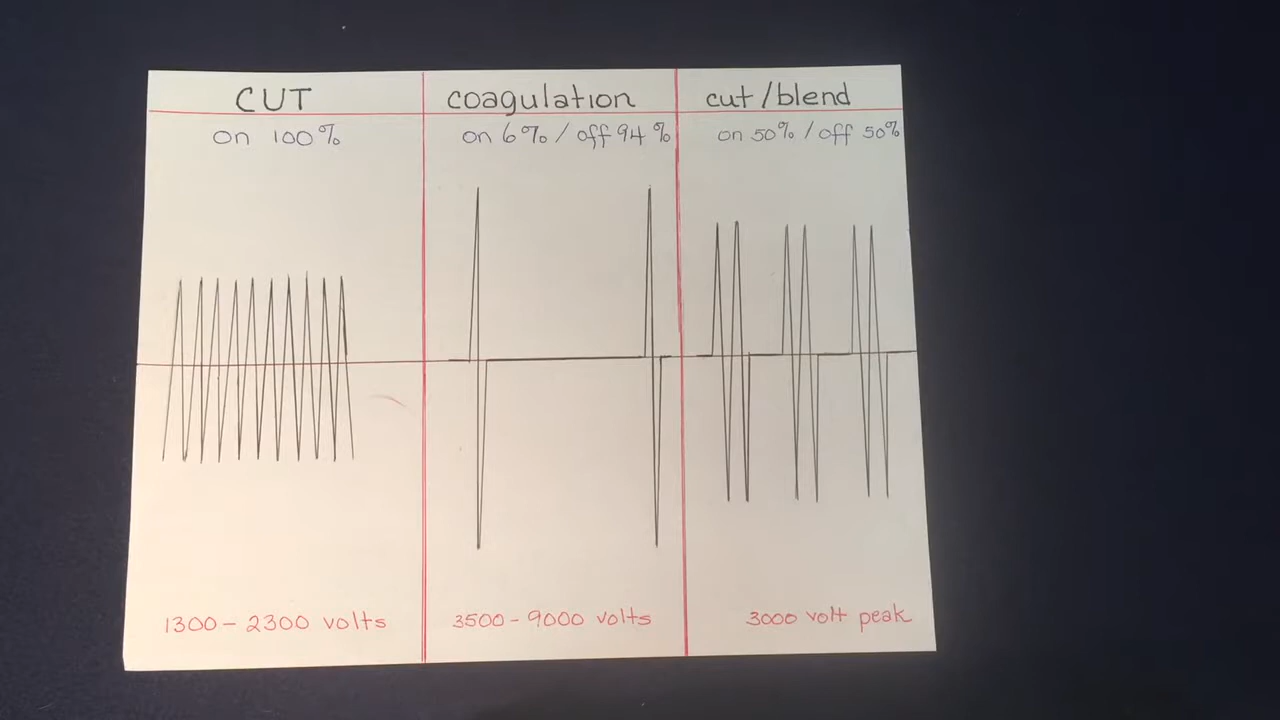 CUT
on 100%
1300 - 2300 volts
coagulation
on 6% / off 94%
3500 - 9000 volts
cut/blend
on 50% / off 50%
3000 volt peak